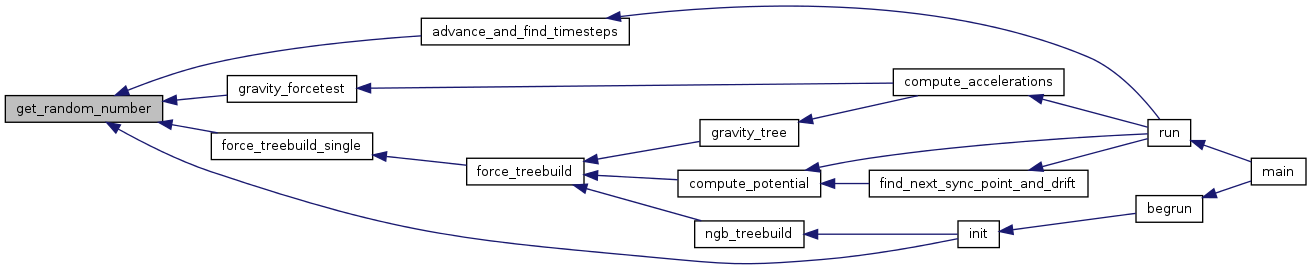 advance_and_find_timesteps
gravity_forcetest
compute_accelerations
get_random_number
gravity_tree
run
force_treebuild_single
force_treebuild
main
compute_potential
find_next_sync_point_and_drift
begrun
ngb_treebuild
init